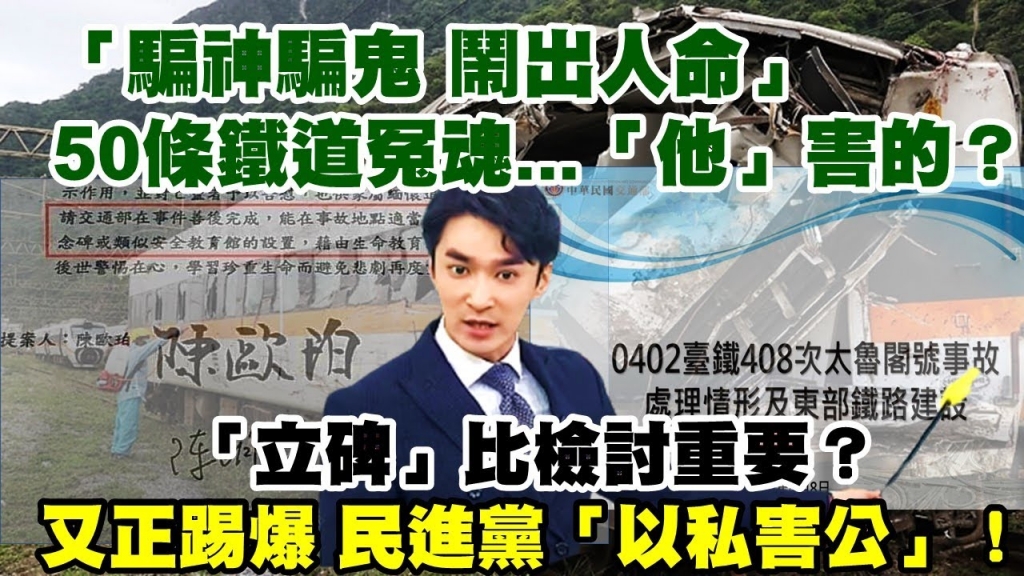 「騙神騙鬼 鬧出人命」
50條鐵道冤魂...「他」害的？
中華民國交通部
請交通部在事件善後完成，能在事故地點適當
念碑或類似安全教育館的設置，藉由生命教育
後世警惕在心，學習珍重生命而避免悲劇再度
提案人：陳歐珀
陳歐珀
0402臺鐵408次太魯閣號事故
處理情形及東部鐵路建設
「立碑」比檢討重要？
又正踢爆 民進黨「以私害公」！